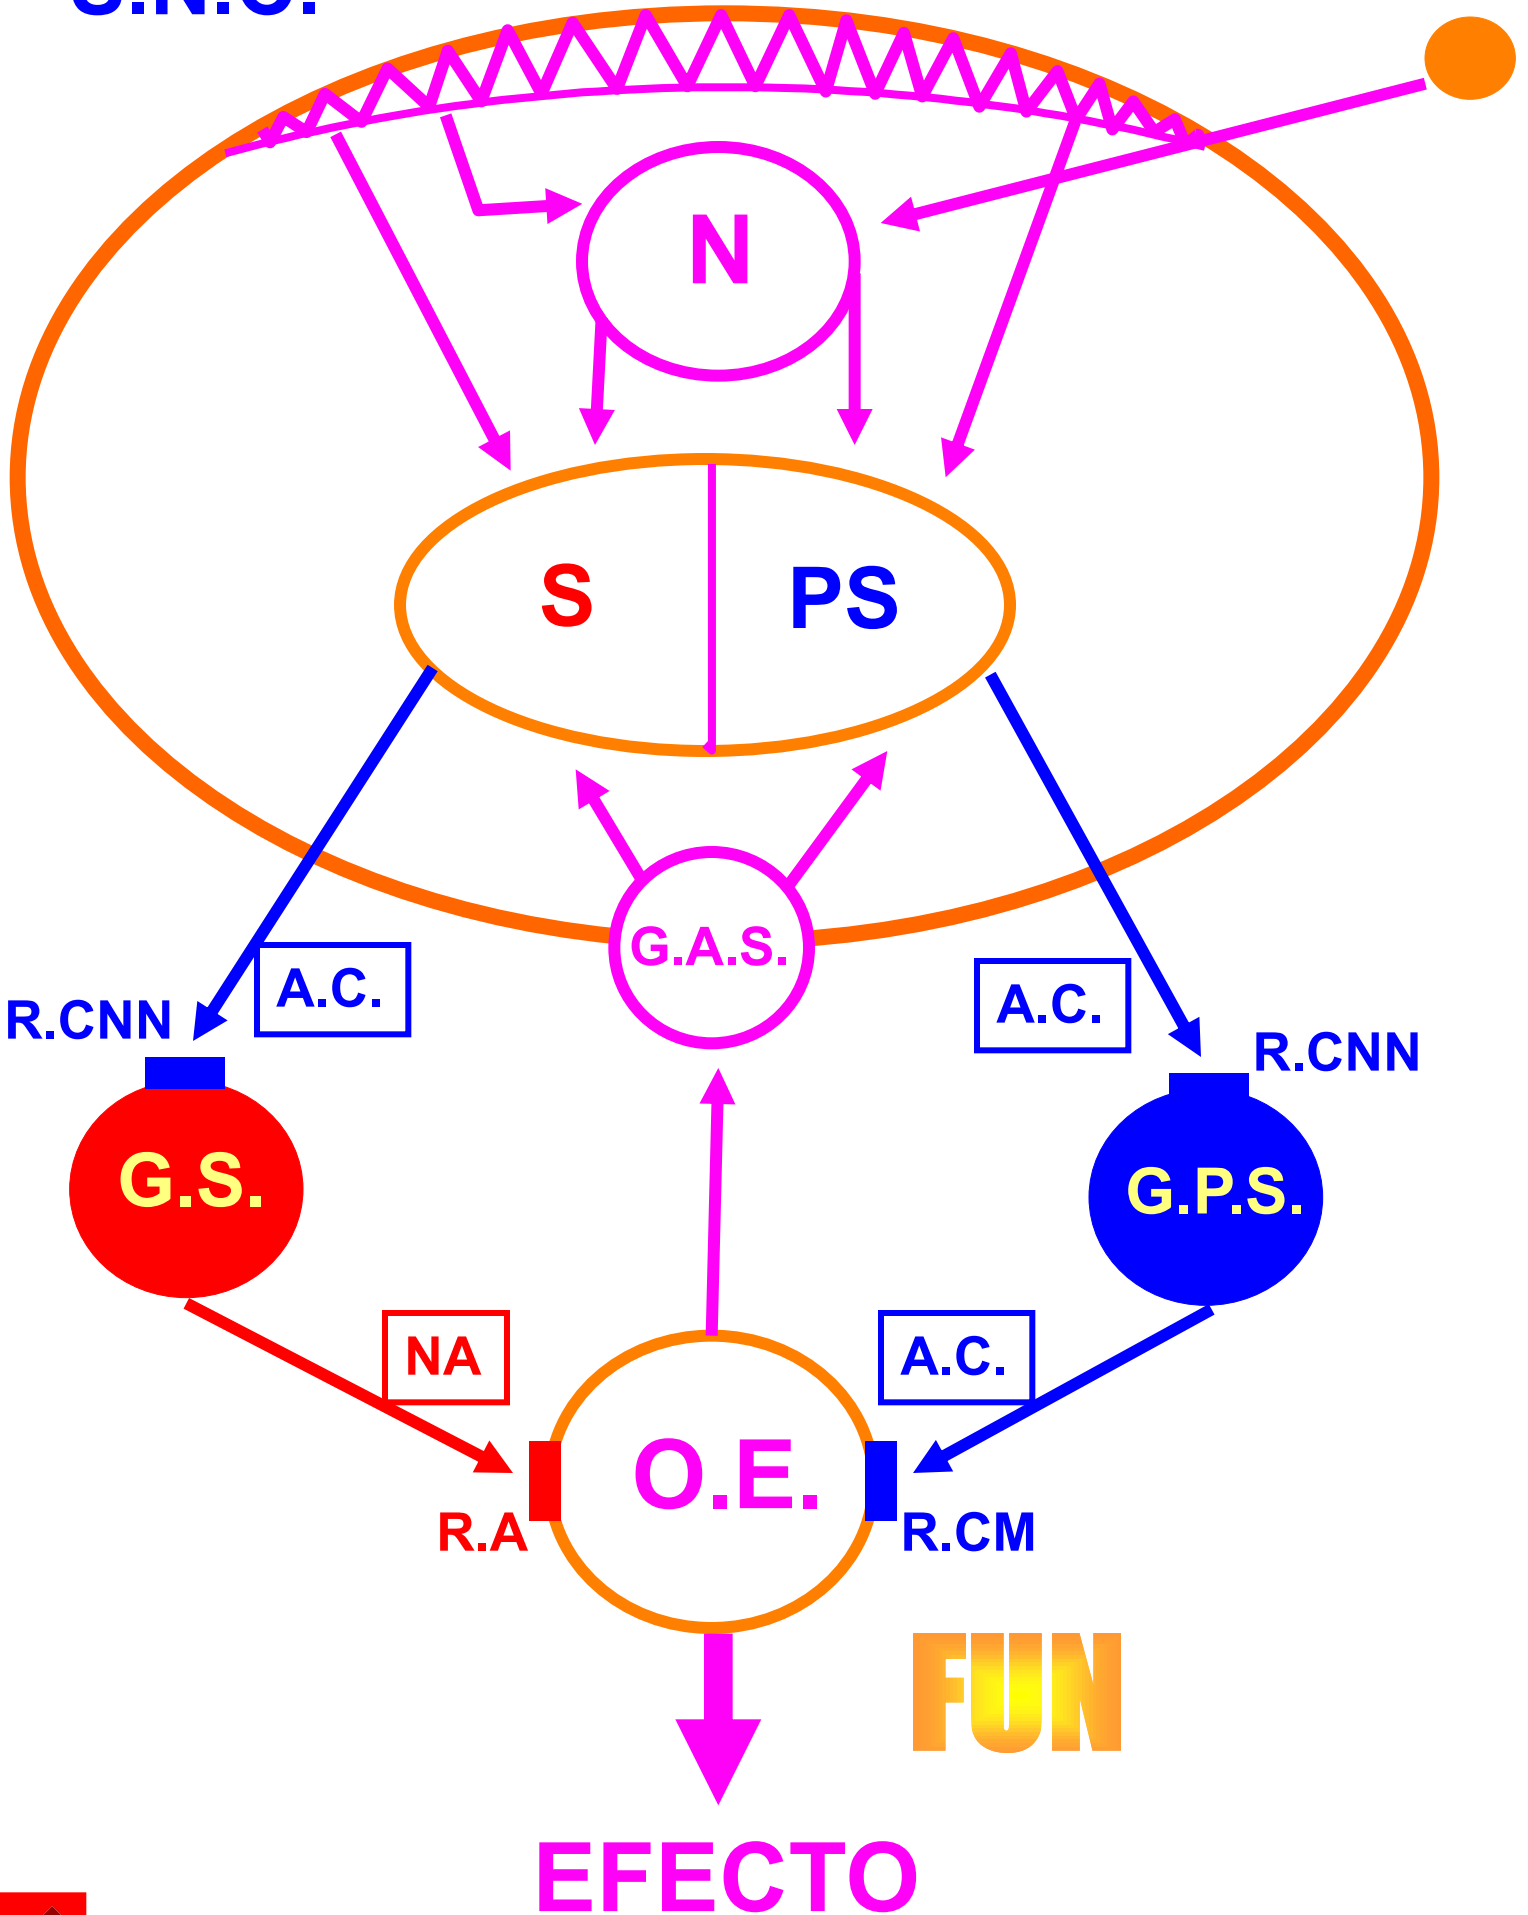 S.N.C.
N
S
PS
G.A.S.
A.C.
A.C.
R.CNN
R.CNN
G.S.
G.P.S.
NA
A.C.
O.E.
R.A
R.CM
FUN
EFECTO